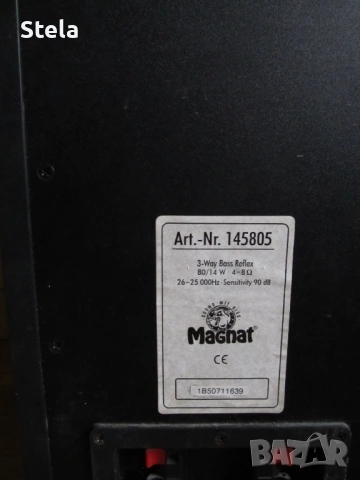 Stela
Art.-Nr. 145805
3-Way Bass Reflex
80/14 W 4-8 Ω
26-25 000Hz Sensitivity 90 dB
Magnat
CE
1B50711639
BAZAR